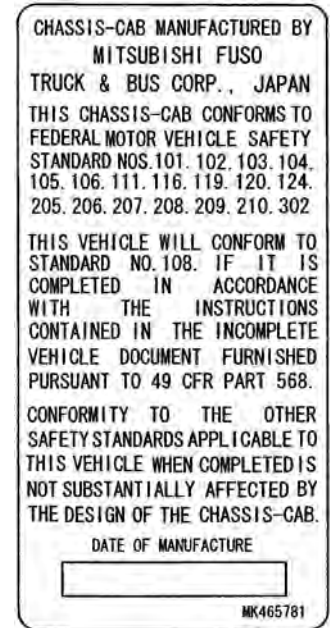 CHASSIS-CAB MANUFACTURED BY
MITSUBISHI FUSO
TRUCK & BUS CORP., JAPAN
THIS CHASSIS-CAB CONFORMS TO
FEDERAL MOTOR VEHICLE SAFETY
STANDARD NOS.101. 102. 103. 104.
105. 106. 111. 116. 119. 120. 124.
205. 206. 207. 208. 209. 210. 302
THIS VEHICLE WILL CONFORM TO
STANDARD NO.108. IF IT IS
COMPLETED IN ACCORDANCE
WITH THE INSTRUCTIONS
CONTAINED IN THE INCOMPLETE
VEHICLE DOCUMENT FURNISHED
PURSUANT TO 49 CFR PART 568.
CONFORMITY TO THE OTHER
SAFETY STANDARDS APPLICABLE TO
THIS VEHICLE WHEN COMPLETED IS
NOT SUBSTANTIALLY AFFECTED BY
THE DESIGN OF THE CHASSIS-CAB.
DATE OF MANUFACTURE
MK465781